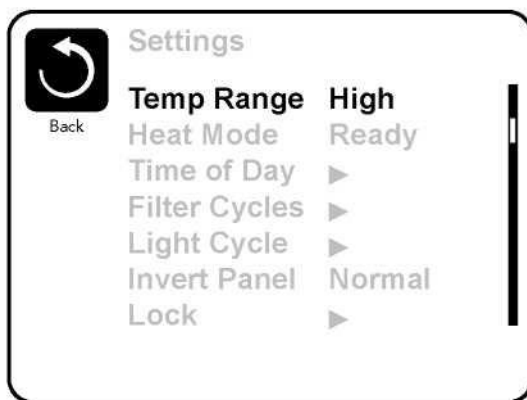 Settings
Temp Range High
Back
Heat Mode Ready
Time of Day
Filter Cycles
Light Cycle
Invert Panel Normal
Lock